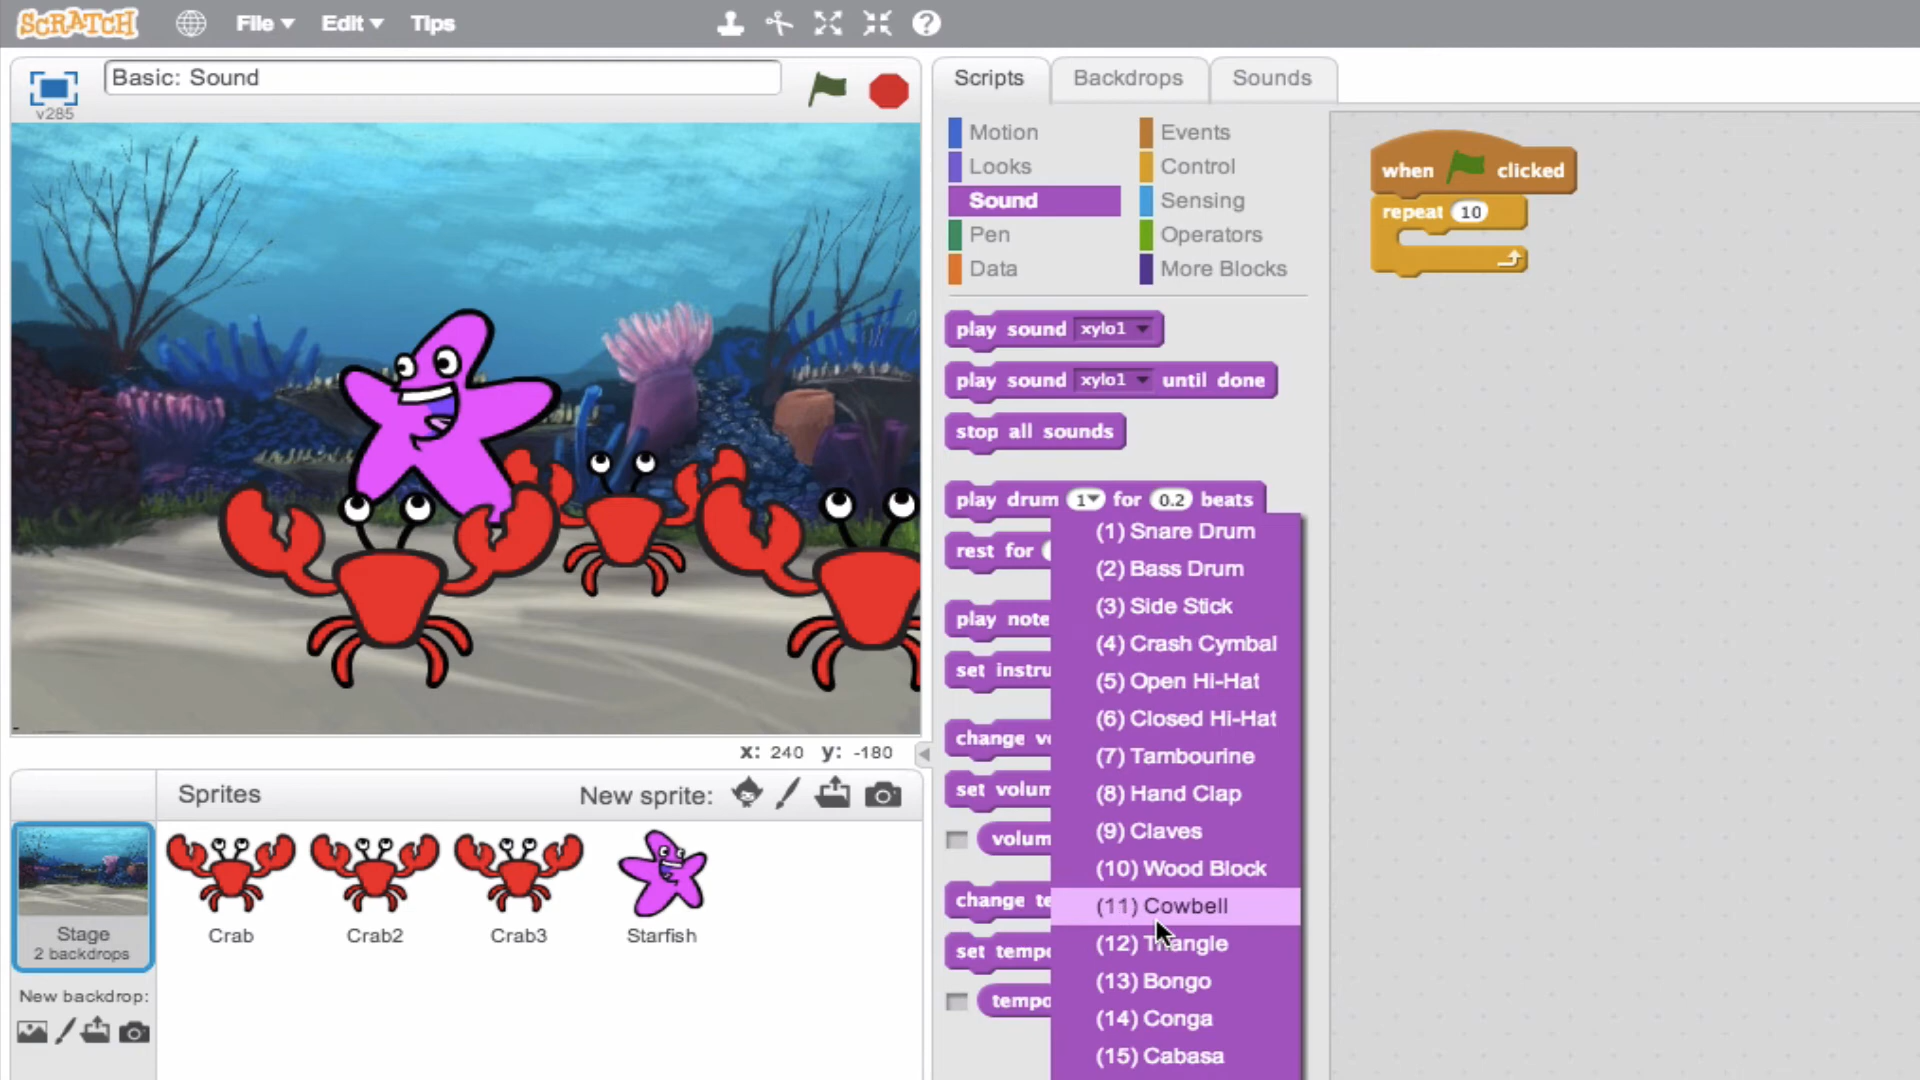 SCRATCH File Edit Tips
Basic: Sound
v285
Scripts Backdrops Sounds
Motion Events
Looks Control
Sound Sensing
Pen Operators
Data More Blocks
when clicked
repeat 10
play sound xylo1
play sound xylo1 until done
stop all sounds
play drum 1 for 0.2 beats
rest for
play note
set instru
change
set volum
volum
change te
set tempo
tempo
(1) Snare Drum
(2) Bass Drum
(3) Side Stick
(4) Crash Cymbal
(5) Open Hi-Hat
(6) Closed Hi-Hat
(7) Tambourine
(8) Hand Clap
(9) Claves
(10) Wood Block
(11) Cowbell
(12) Triangle
(13) Bongo
(14) Conga
(15) Cabasa
x: 240 y: -180
Sprites New sprite:
Stage
2 backdrops
New backdrop:
Crab Crab2 Crab3 Starfish